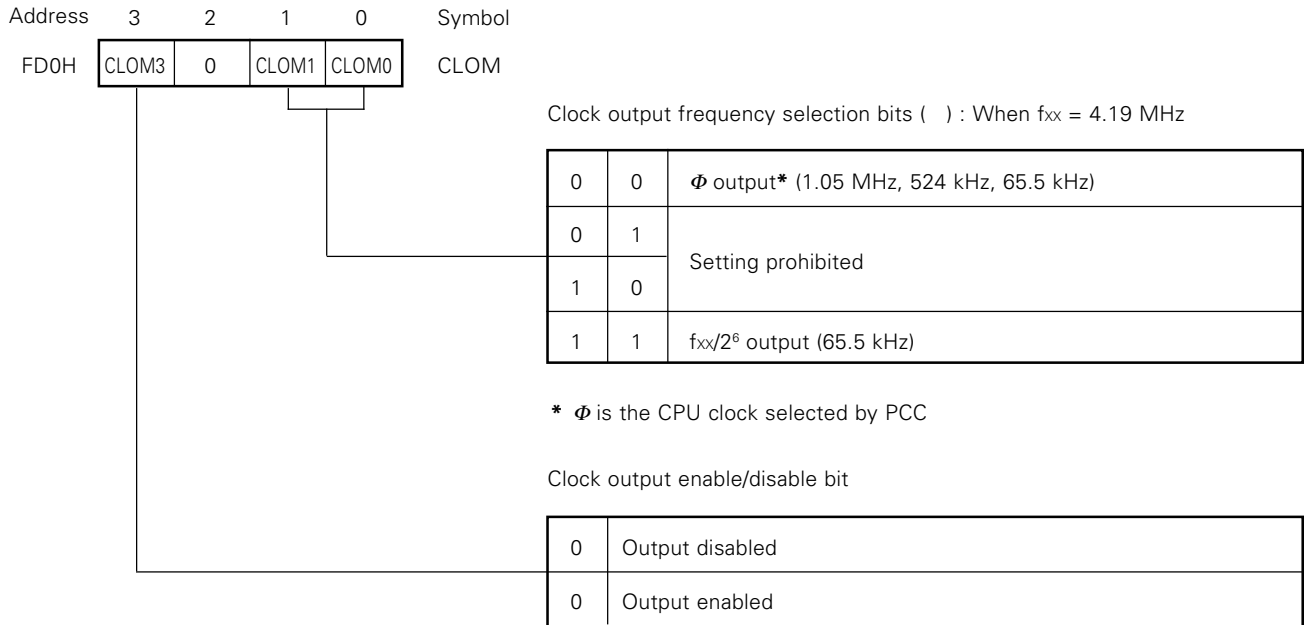 Address 3 2 1 0 Symbol
FD0H CLOM3 0 CLOM1 CLOM0 CLOM
Clock output frequency selection bits ( ) : When fxx = 4.19 MHz
0 0 Φ output* (1.05 MHz, 524 kHz, 65.5 kHz)
0 1
Setting prohibited
1 0
1 1 fxx/2⁶ output (65.5 kHz)
* Φ is the CPU clock selected by PCC
Clock output enable/disable bit
0 Output disabled
0 Output enabled